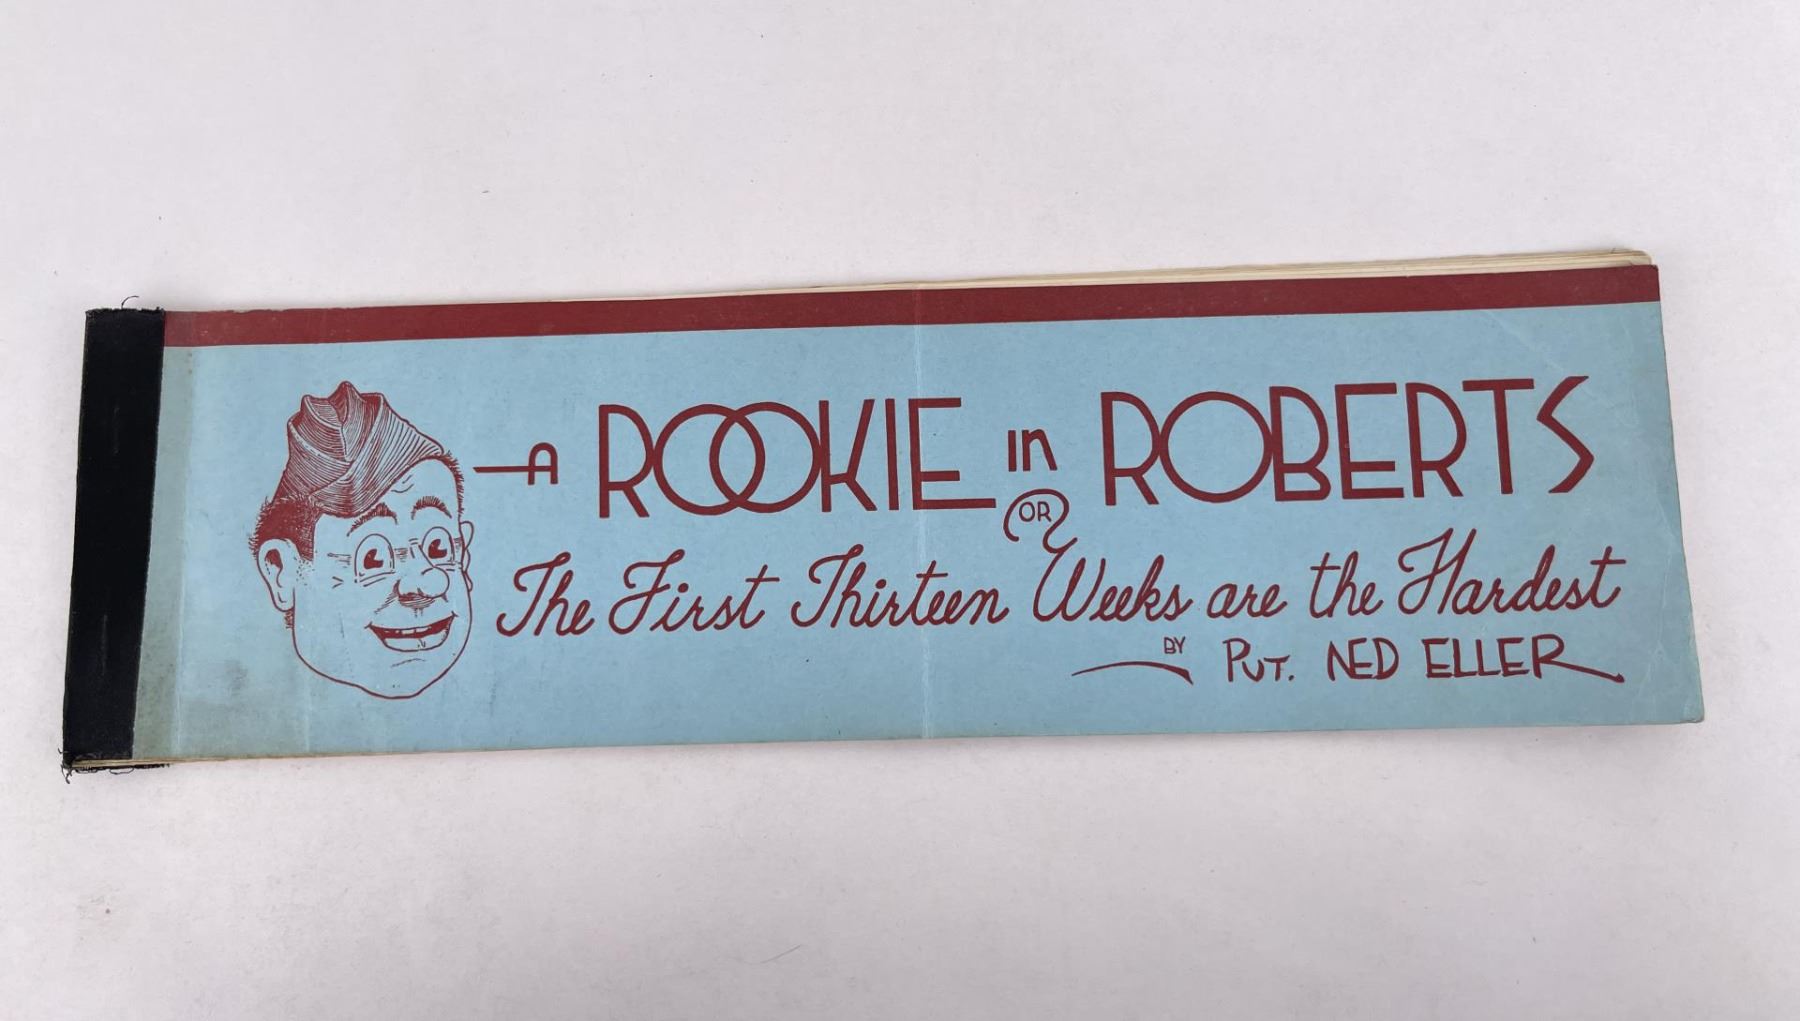 A ROOKIE in ROBERTS
OR
The First Thirteen Weeks are the Hardest
BY PVT. NED ELLER